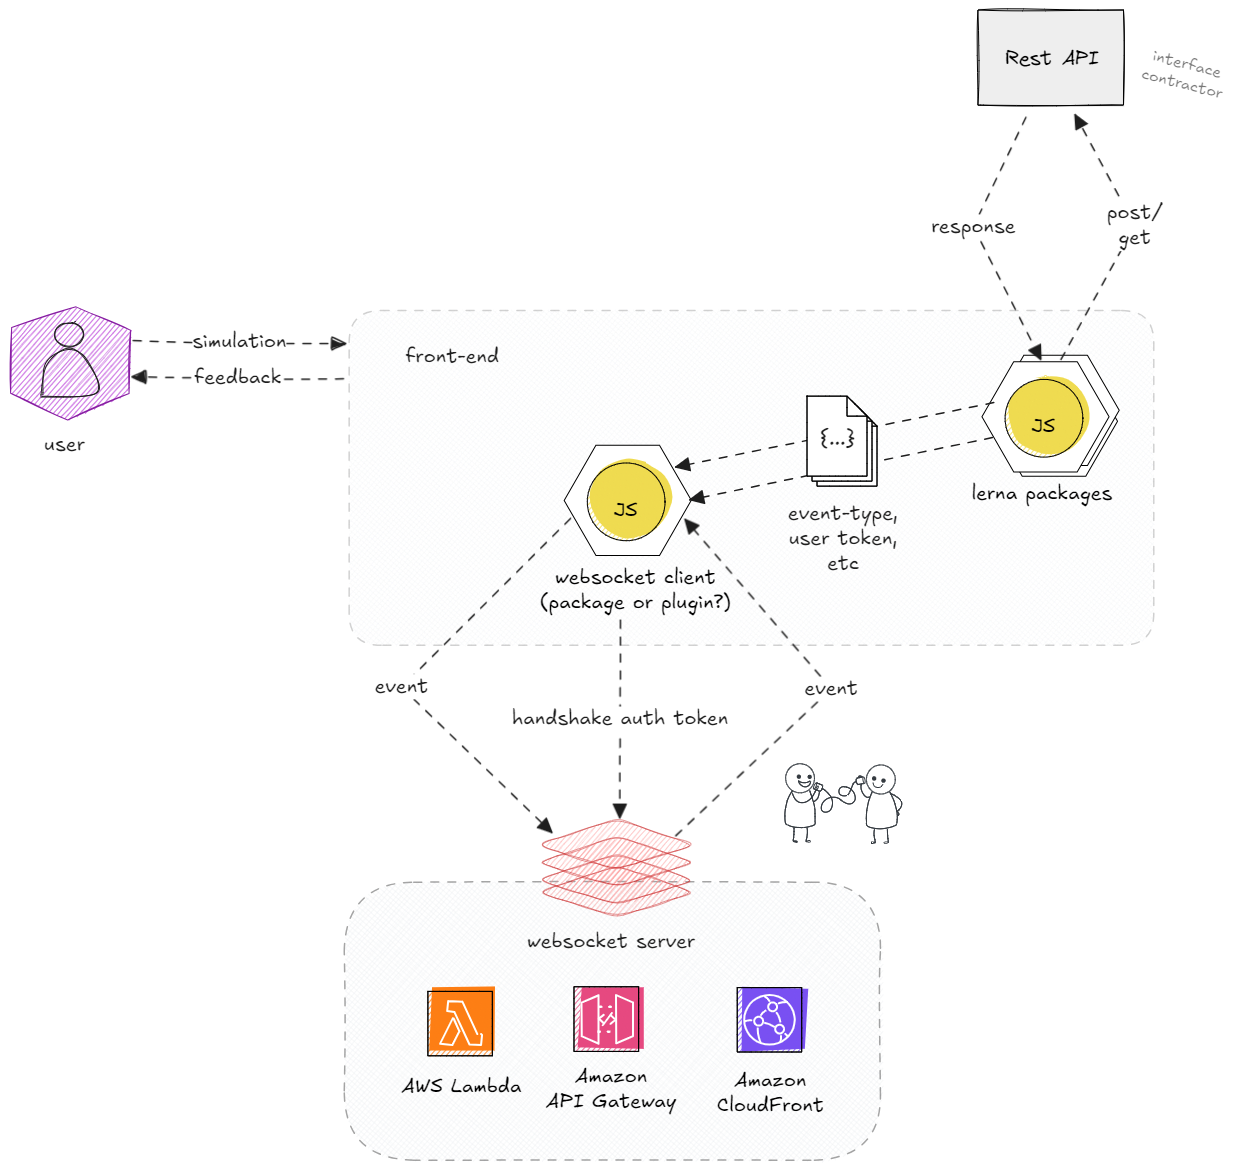 Rest API
interface
contractor
response
post/
get
simulation
feedback
user
front-end
{...}
JS
lerna packages
event-type,
user token,
etc
JS
websocket client
(package or plugin?)
event
handshake auth token
event
websocket server
AWS Lambda
Amazon
API Gateway
Amazon
CloudFront